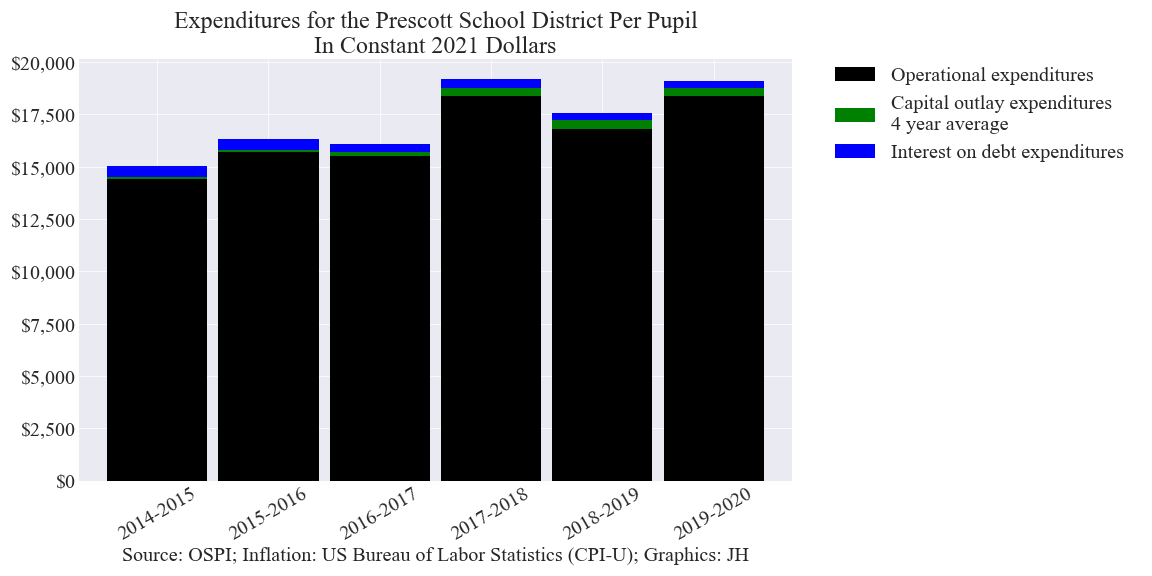 Expenditures for the Prescott School District Per Pupil
In Constant 2021 Dollars
$20,000
$17,500
$15,000
$12,500
$10,000
$7,500
$5,000
$2,500
$0
2014-2015
2015-2016
2016-2017
2017-2018
2018-2019
2019-2020
Source: OSPI; Inflation: US Bureau of Labor Statistics (CPI-U); Graphics: JH
Operational expenditures
Capital outlay expenditures
4 year average
Interest on debt expenditures